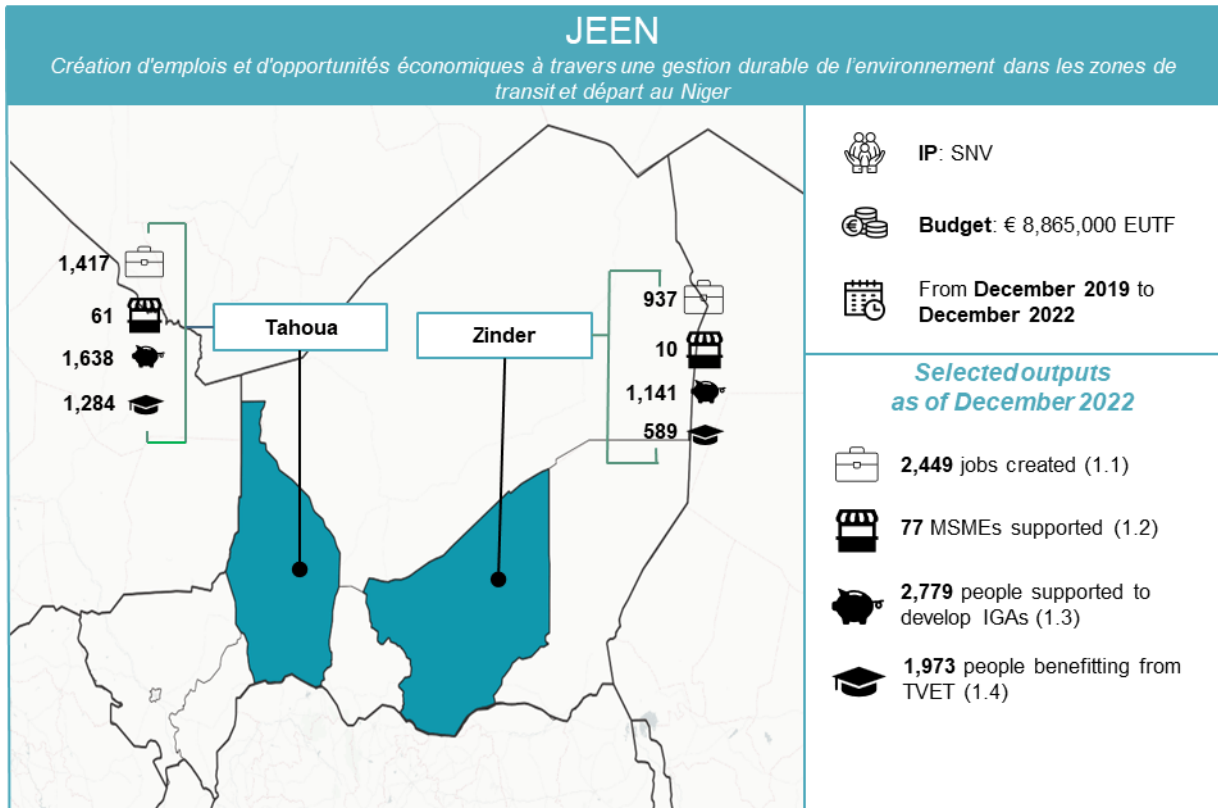 JEEN
Création d'emplois et d'opportunités économiques à travers une gestion durable de l'environnement dans les zones de
transit et départ au Niger
1,417
61
1,638
1,284
Tahoua
Zinder
937
10
1,141
589
IP: SNV
Budget: € 8,865,000 EUTF
From December 2019 to
December 2022
Selected outputs
as of December 2022
2,449 jobs created (1.1)
77 MSMEs supported (1.2)
2,779 people supported to
develop IGAs (1.3)
1,973 people benefitting from
TVET (1.4)